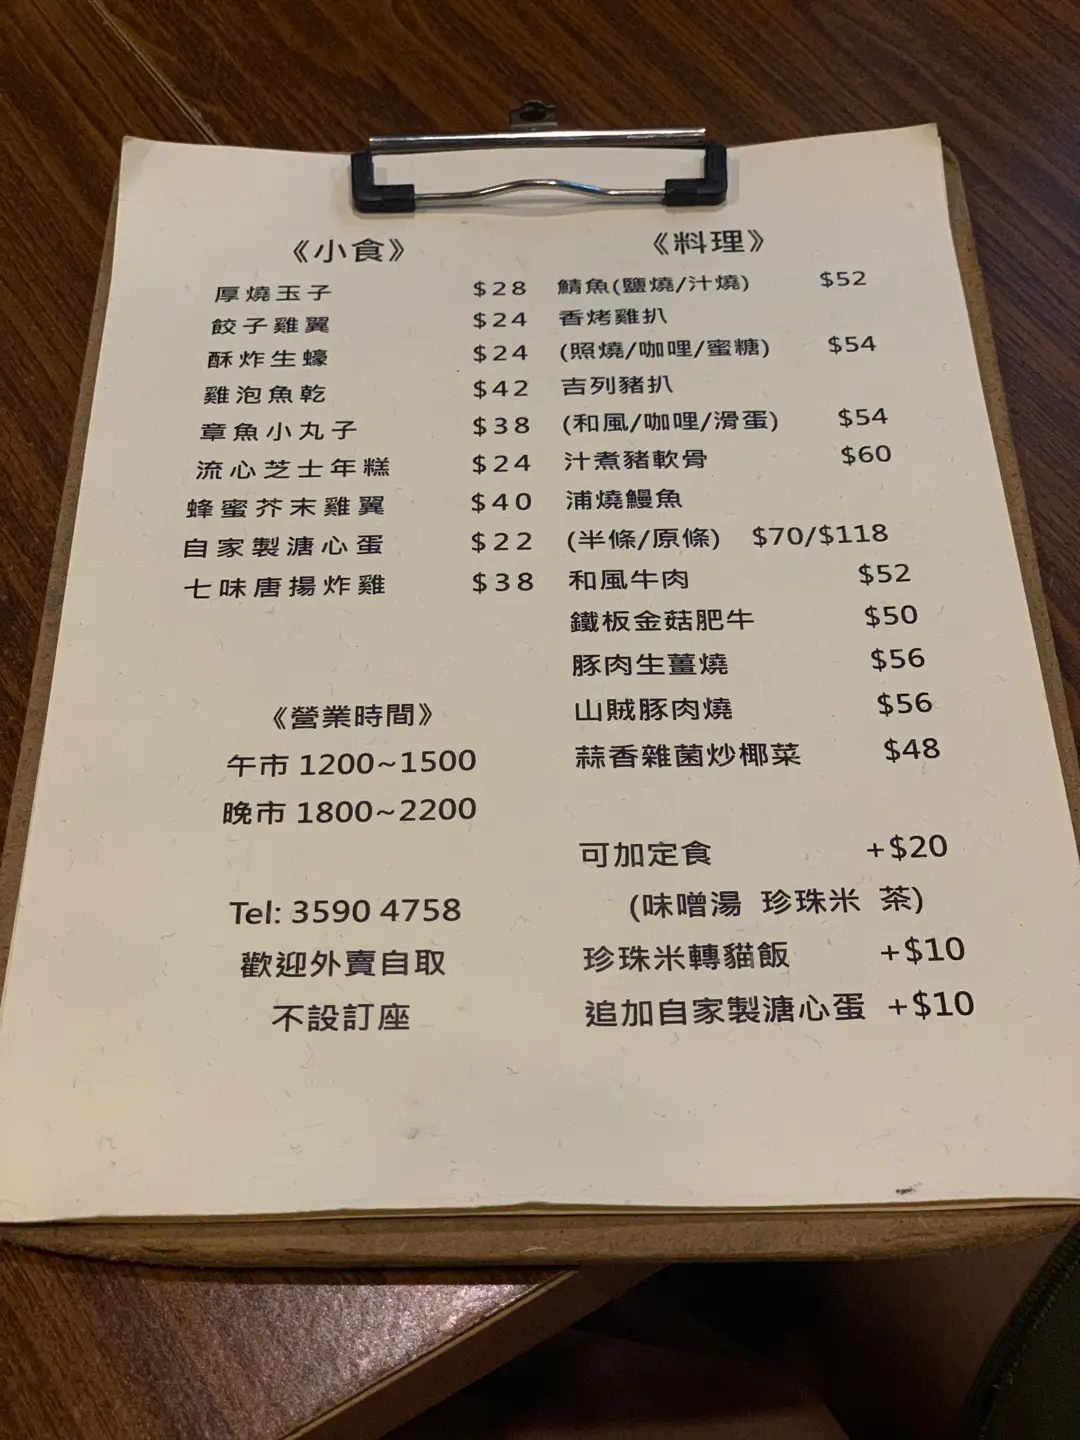 《小食》
厚燒玉子 $28
餃子雞翼 $24
酥炸生蠔 $24
雞泡魚乾 $42
章魚小丸子 $38
流心芝士年糕 $24
蜂蜜芥末雞翼 $40
自家製溏心蛋 $22
七味唐揚炸雞 $38
《營業時間》
午市 1200~1500
晚市 1800~2200
Tel: 3590 4758
歡迎外賣自取
不設訂座
《料理》
鯖魚(鹽燒/汁燒) $52
香烤雞扒
(照燒/咖哩/蜜糖) $54
吉列豬扒
(和風/咖哩/滑蛋) $54
汁煮豬軟骨 $60
浦燒鰻魚
(半條/原條) $70/$118
和風牛肉 $52
鐵板金菇肥牛 $50
豚肉生薑燒 $56
山賊豚肉燒 $56
蒜香雜菌炒椰菜 $48
可加定食 +$20
(味噌湯 珍珠米 茶)
珍珠米轉貓飯 +$10
追加自家製溏心蛋 +$10